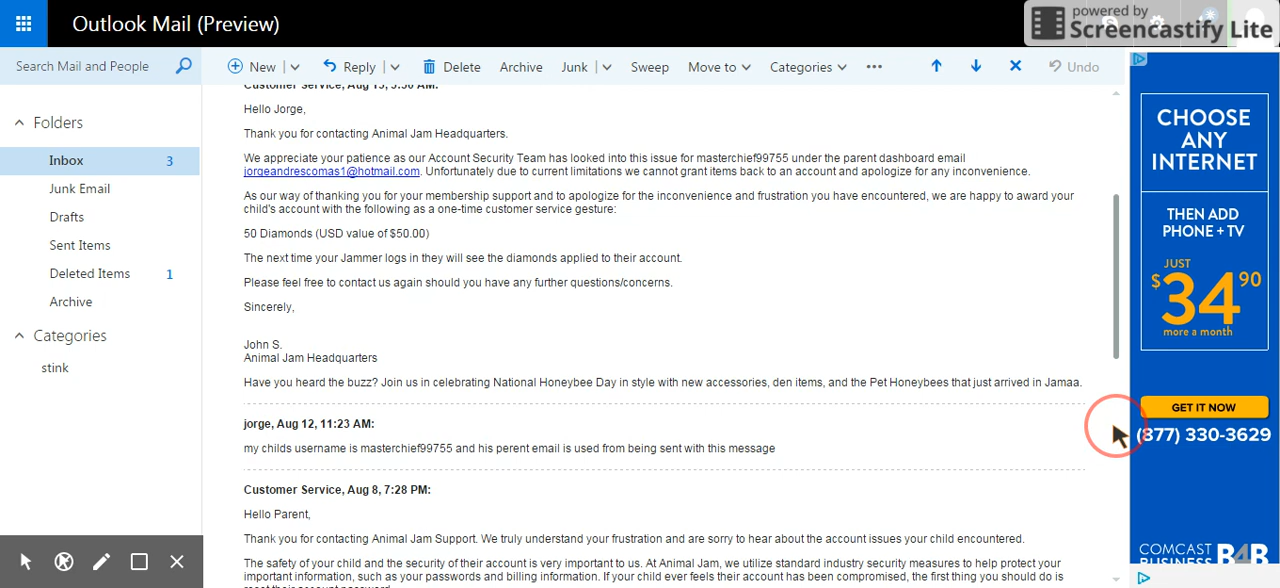 Outlook Mail (Preview)
powered by
Screencastify Lite
Search Mail and People
New
Reply
Delete
Archive
Junk
Sweep
Move to
Categories
Undo
Folders
Inbox 3
Junk Email
Drafts
Sent Items
Deleted Items 1
Archive
Categories
stink
Customer Service, Aug 15, 5:50 AM:
Hello Jorge,
Thank you for contacting Animal Jam Headquarters.
We appreciate your patience as our Account Security Team has looked into this issue for masterchief99755 under the parent dashboard email
jorgeandrescomas1@hotmail.com. Unfortunately due to current limitations we cannot grant items back to an account and apologize for any inconvenience.
As our way of thanking you for your membership support and to apologize for the inconvenience and frustration you have encountered, we are happy to award your
child's account with the following as a one-time customer service gesture:
50 Diamonds (USD value of $50.00)
The next time your Jammer logs in they will see the diamonds applied to their account.
Please feel free to contact us again should you have any further questions/concerns.
Sincerely,
John S.
Animal Jam Headquarters
Have you heard the buzz? Join us in celebrating National Honeybee Day in style with new accessories, den items, and the Pet Honeybees that just arrived in Jamaa.
jorge, Aug 12, 11:23 AM:
my childs username is masterchief99755 and his perent email is used from being sent with this message
Customer Service, Aug 8, 7:28 PM:
Hello Parent,
Thank you for contacting Animal Jam Support. We truly understand your frustration and are sorry to hear about the account issues your child encountered.
The safety of your child and the security of their account is very important to us. At Animal Jam, we utilize standard industry security measures to help protect your
important information, such as your passwords and billing information. If your child ever feels their account has been compromised, the first thing you should do is
reset their account password
CHOOSE
ANY
INTERNET
THEN ADD
PHONE + TV
JUST
$34.90
more a month
GET IT NOW
(877) 330-3629
COMCAST
BUSINESS B4B